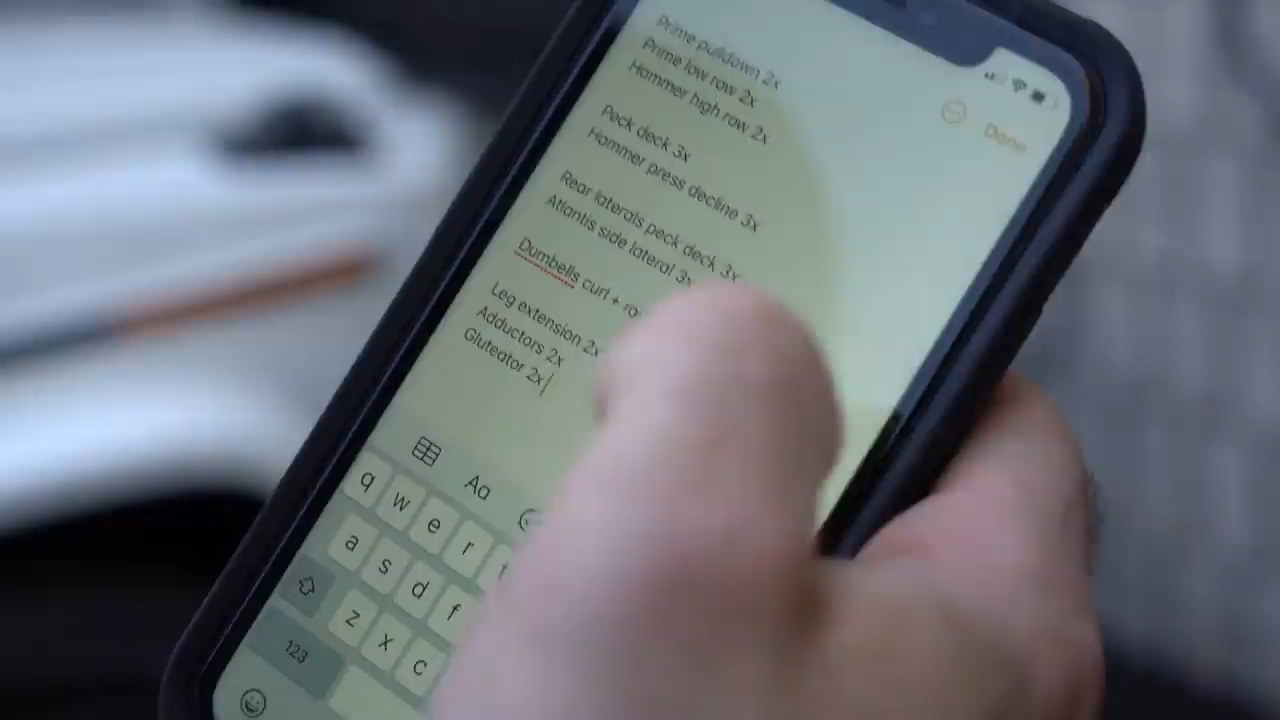 Prime pulldown 2x
Prime low row 2x
Hammer high row 2x
Peck deck 3x
Hammer press decline 3x
Rear laterals peck deck 3x
Atlantis side lateral 3x
Dumbells curl +
Leg extension 2x
Adductors 2x
Gluteator 2x
Done
Aa
q w e r
a s d f
z x c
123